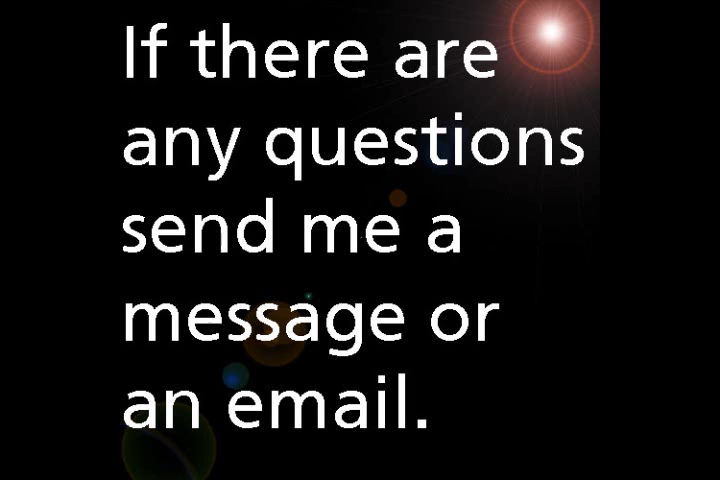 If there are
any questions
send me a
message or
an email.